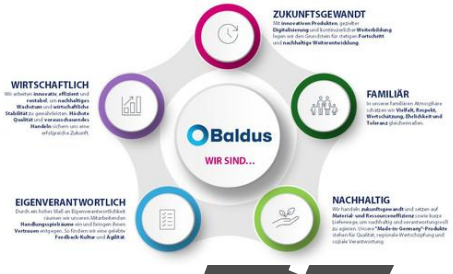 ZUKUNFTSGEWANDT
Mit innovativen Produkten, gezielter
Digitalisierung und kontinuierlicher Weiterbildung
legen wir den Grundstein für stetigen Fortschritt
und nachhaltige Weiterentwicklung.
WIRTSCHAFTLICH
Wir arbeiten innovativ, effizient und
rentabel, um nachhaltiges
Wachstum und wirtschaftliche
Stabilität zu gewährleisten. Höchste
Qualität und vorausschauendes
Handeln sichern uns eine
erfolgreiche Zukunft.
FAMILIÄR
In unserer familiären Atmosphäre
schätzen wir Vielfalt, Respekt,
Wertschätzung, Ehrlichkeit und
Toleranz gleichermaßen.
Baldus
WIR SIND...
EIGENVERANTWORTLICH
Durch ein hohes Maß an Eigenverantwortlichkeit
räumen wir unseren Mitarbeitenden
Handlungsspielräume ein und bringen ihnen
Vertrauen entgegen. So fördern wir eine gelebte
Feedback-Kultur und Agilität.
NACHHALTIG
Wir handeln zukunftsgewandt und setzen auf
Material- und Ressourceneffizienz sowie kurze
Lieferwege, um nachhaltig und verantwortungsvoll
zu agieren. Unsere "Made-in-Germany"-Produkte
stehen für Qualität, regionale Wertschöpfung und
soziale Verantwortung.